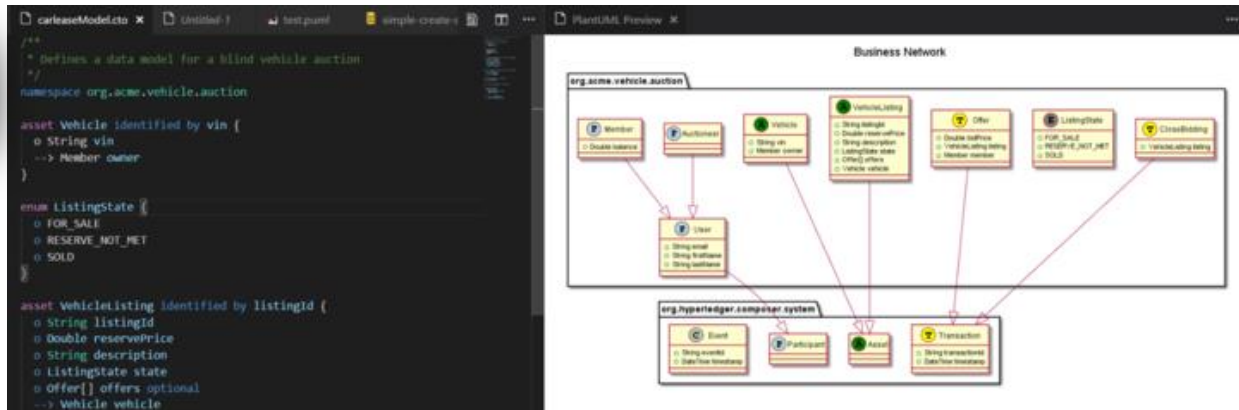 carleaseModel.cto
Untitled-1
test.puml
simple-create-s
PlantUML Preview
/**
* Defines a data model for a blind vehicle auction
*/
namespace org.acme.vehicle.auction
asset Vehicle identified by vin {
o String vin
--> Member owner
}
enum ListingState {
o FOR_SALE
o RESERVE_NOT_MET
o SOLD
}
asset VehicleListing identified by listingId {
o String listingId
o Double reservePrice
o String description
o ListingState state
o Offer[] offers optional
--> Vehicle vehicle
Business Network
org.acme.vehicle.auction
P Member
Double balance
P Auctioneer
A Vehicle
String vin
Member owner
A VehicleListing
String listingId
Double reservePrice
String description
ListingState state
Offer[] offers
Vehicle vehicle
T Offer
Double bidPrice
VehicleListing listing
Member member
E ListingState
FOR_SALE
RESERVE_NOT_MET
SOLD
T CloseBidding
VehicleListing listing
P User
String email
String firstName
String lastName
org.hyperledger.composer.system
C Event
String eventId
DateTime timestamp
P Participant
A Asset
T Transaction
String transactionId
DateTime timestamp